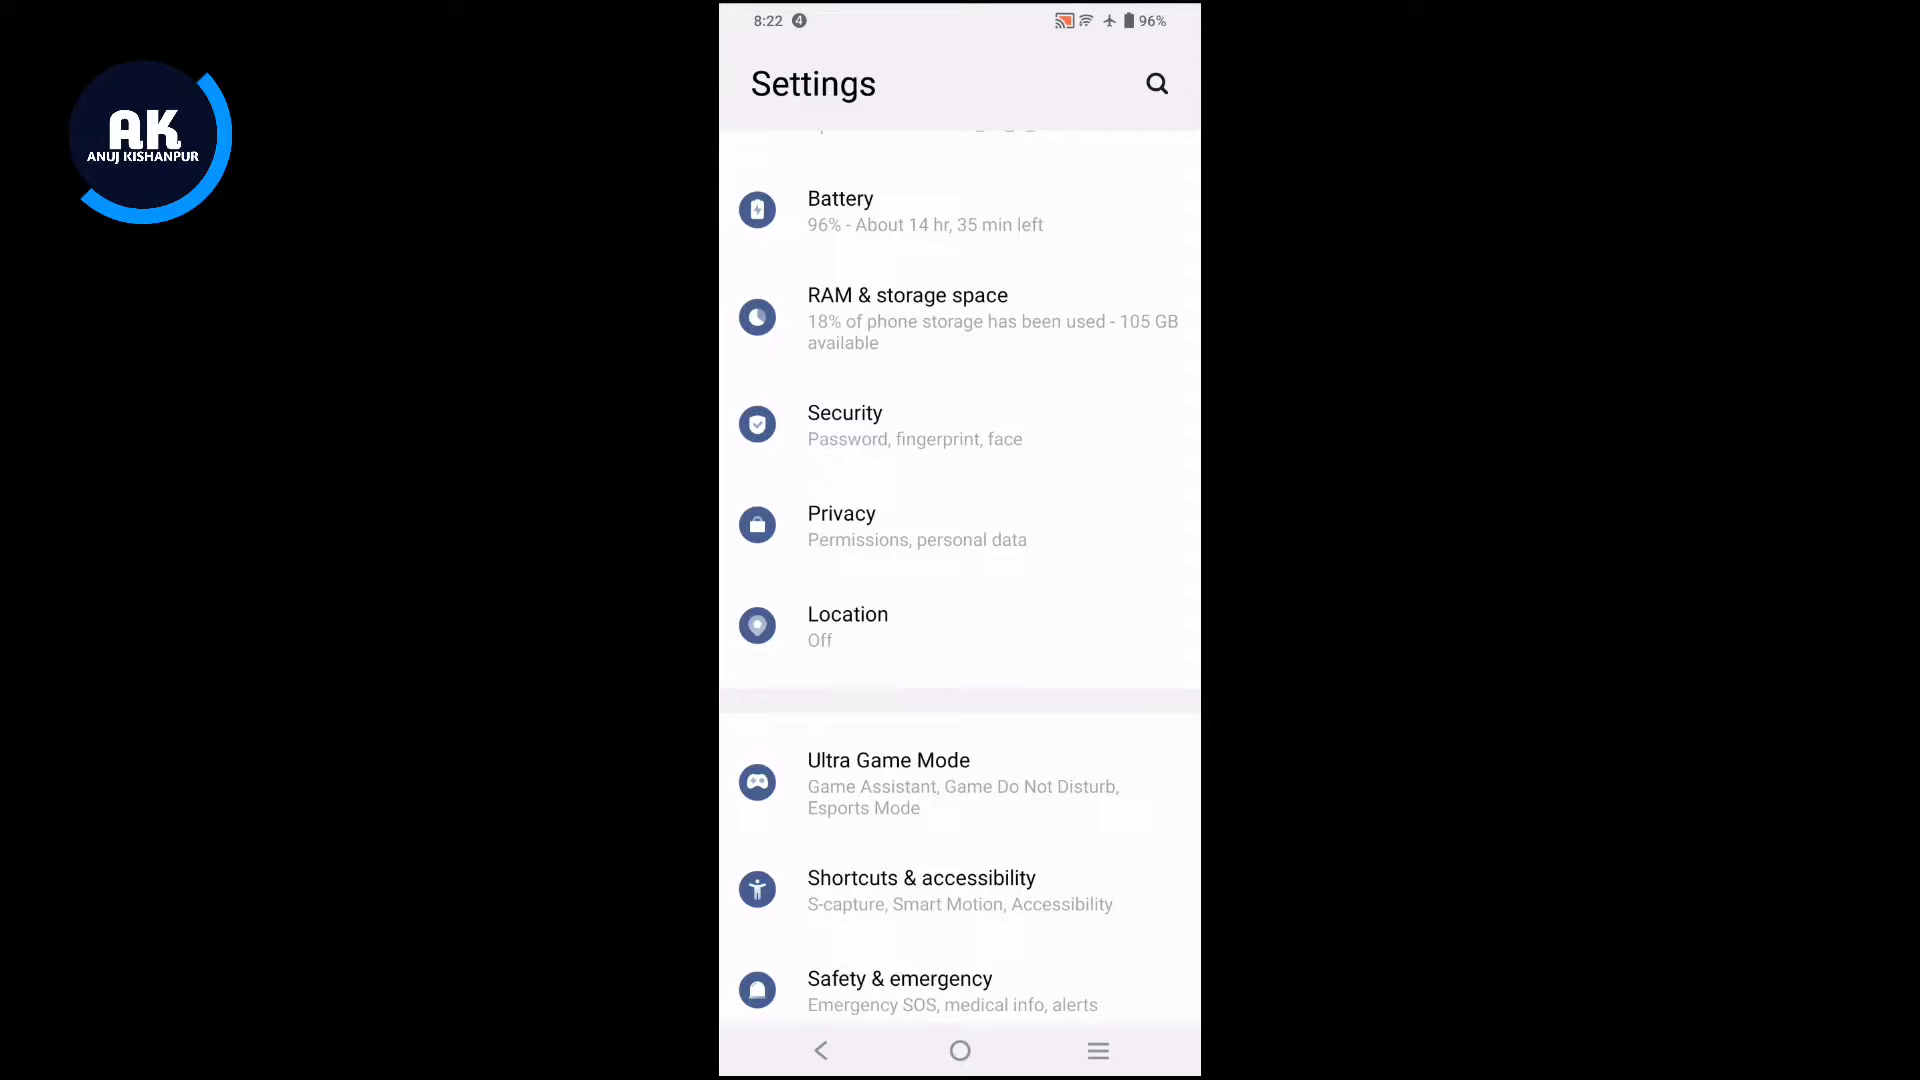 8:22 4 96%
AK
ANUJ KISHANPUR
Settings
Battery
96% - About 14 hr, 35 min left
RAM & storage space
18% of phone storage has been used - 105 GB
available
Security
Password, fingerprint, face
Privacy
Permissions, personal data
Location
Off
Ultra Game Mode
Game Assistant, Game Do Not Disturb,
Esports Mode
Shortcuts & accessibility
S-capture, Smart Motion, Accessibility
Safety & emergency
Emergency SOS, medical info, alerts